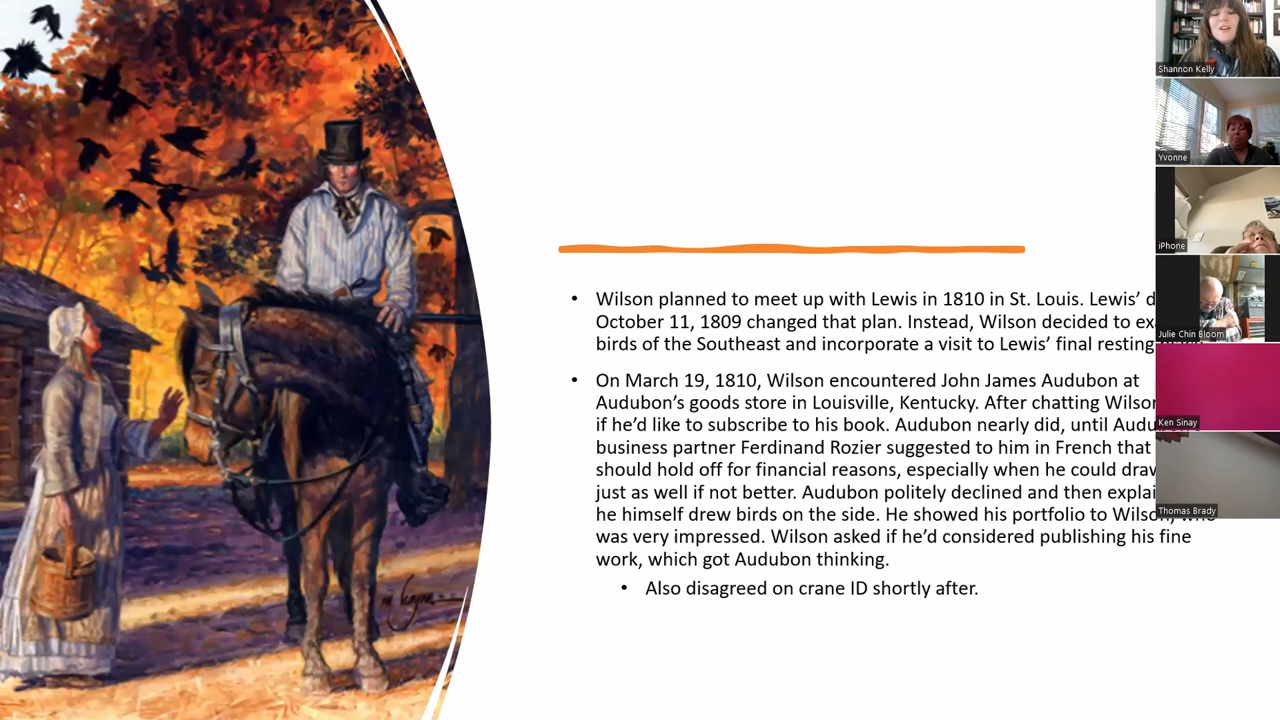 • Wilson planned to meet up with Lewis in 1810 in St. Louis. Lewis’ d
October 11, 1809 changed that plan. Instead, Wilson decided to ex
birds of the Southeast and incorporate a visit to Lewis’ final resting
• On March 19, 1810, Wilson encountered John James Audubon at
Audubon’s goods store in Louisville, Kentucky. After chatting Wilson
if he’d like to subscribe to his book. Audubon nearly did, until Audu
business partner Ferdinand Rozier suggested to him in French that
should hold off for financial reasons, especially when he could draw
just as well if not better. Audubon politely declined and then explai
he himself drew birds on the side. He showed his portfolio to Wilson, who
was very impressed. Wilson asked if he’d considered publishing his fine
work, which got Audubon thinking.
• Also disagreed on crane ID shortly after.
Shannon Kelly
Yvonne
iPhone
Julie Chin Bloom
Ken Sinay
Thomas Brady